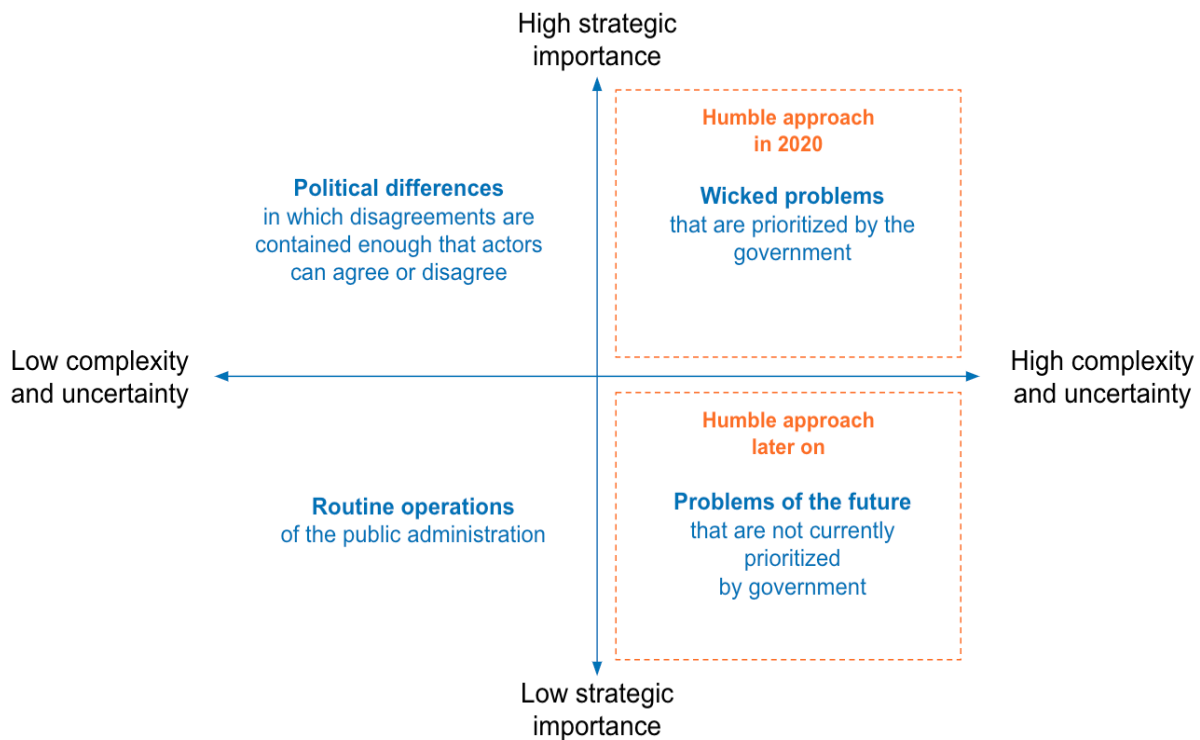 High strategic
importance
Humble approach
in 2020
Political differences
in which disagreements are
contained enough that actors
can agree or disagree
Wicked problems
that are prioritized by the
government
Low complexity
and uncertainty
High complexity
and uncertainty
Humble approach
later on
Routine operations
of the public administration
Problems of the future
that are not currently
prioritized
by government
Low strategic
importance